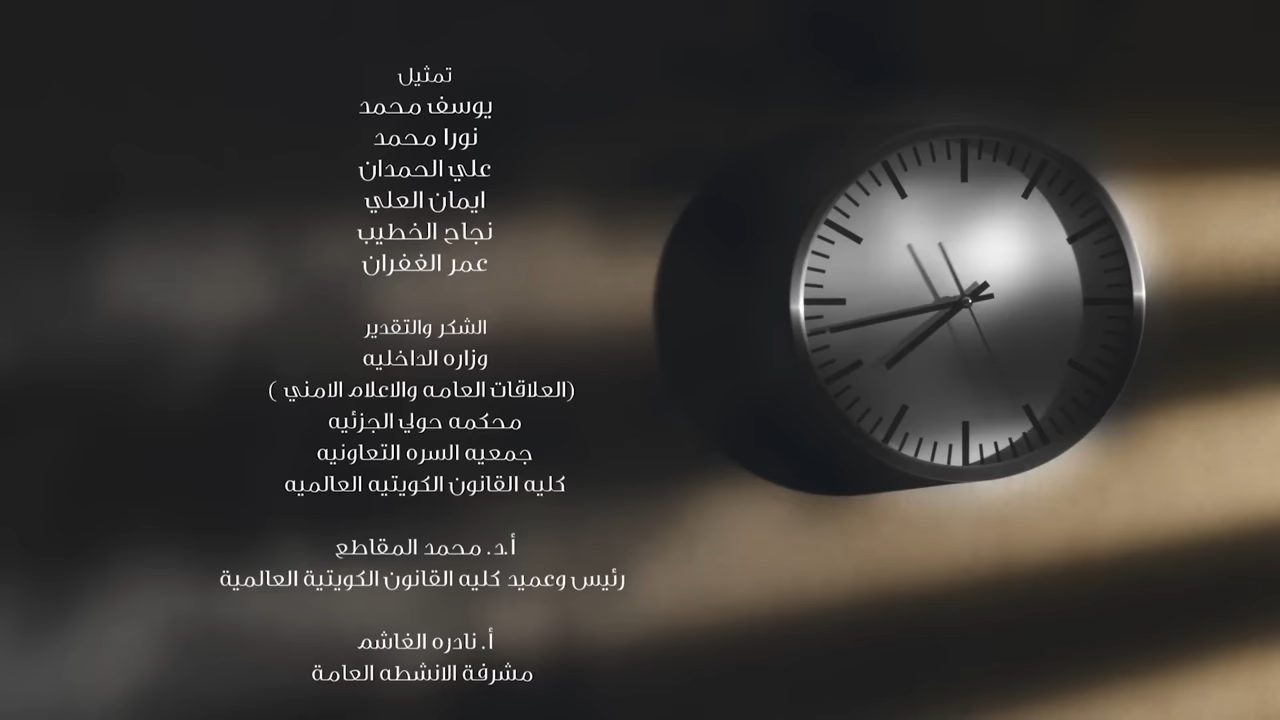 تمثيل
يوسف محمد
نورا محمد
علي الحمدان
ايمان العلي
نجاح الخطيب
عمر الغفران
الشكر والتقدير
وزاره الداخليه
(العلاقات العامه والاعلام الامني )
محكمه حولي الجزئيه
جمعيه السره التعاونيه
كليه القانون الكويتيه العالميه
أ.د. محمد المقاطع
رئيس وعميد كليه القانون الكويتية العالمية
أ. نادره الغاشم
مشرفة الانشطه العامة